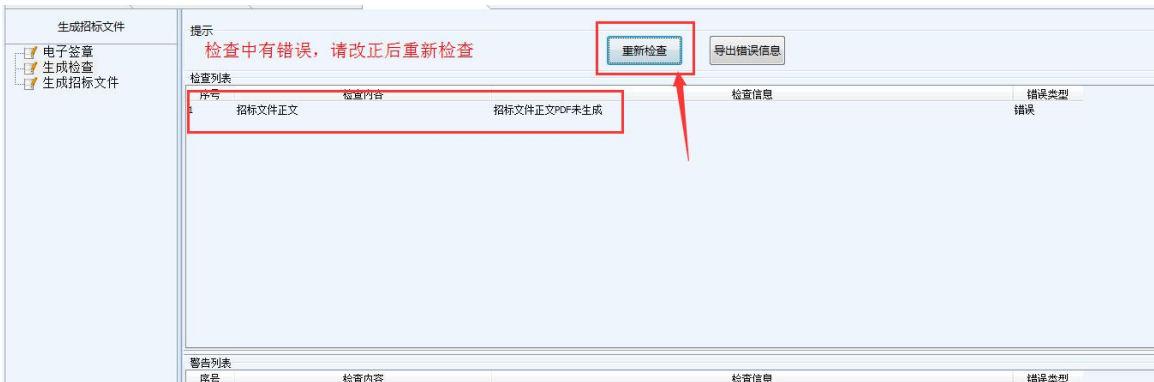 生成招标文件
电子签章
生成检查
生成招标文件
提示
检查中有错误，请改正后重新检查
重新检查
导出错误信息
检查列表
序号 检查内容 检查信息 错误类型
1 招标文件正文 招标文件正文PDF未生成 错误
警告列表
序号 检查内容 检查信息 错误类型